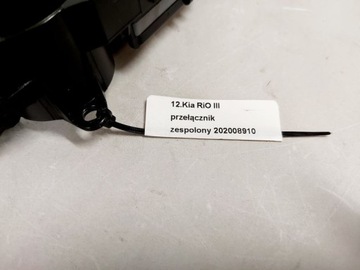 12.Kia RiO III
przełącznik
zespolony 202008910